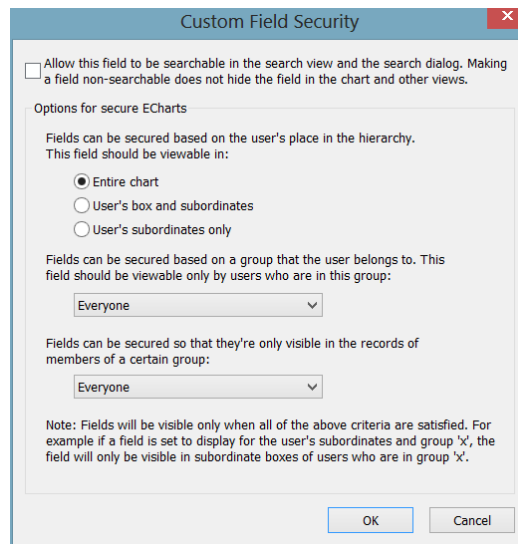 Custom Field Security
Allow this field to be searchable in the search view and the search dialog. Making
a field non-searchable does not hide the field in the chart and other views.
Options for secure ECharts
Fields can be secured based on the user's place in the hierarchy.
This field should be viewable in:
Entire chart
User's box and subordinates
User's subordinates only
Fields can be secured based on a group that the user belongs to. This
field should be viewable only by users who are in this group:
Everyone
Fields can be secured so that they're only visible in the records of
members of a certain group:
Everyone
Note: Fields will be visible only when all of the above criteria are satisfied. For
example if a field is set to display for the user's subordinates and group 'x', the
field will only be visible in subordinate boxes of users who are in group 'x'.
OK Cancel